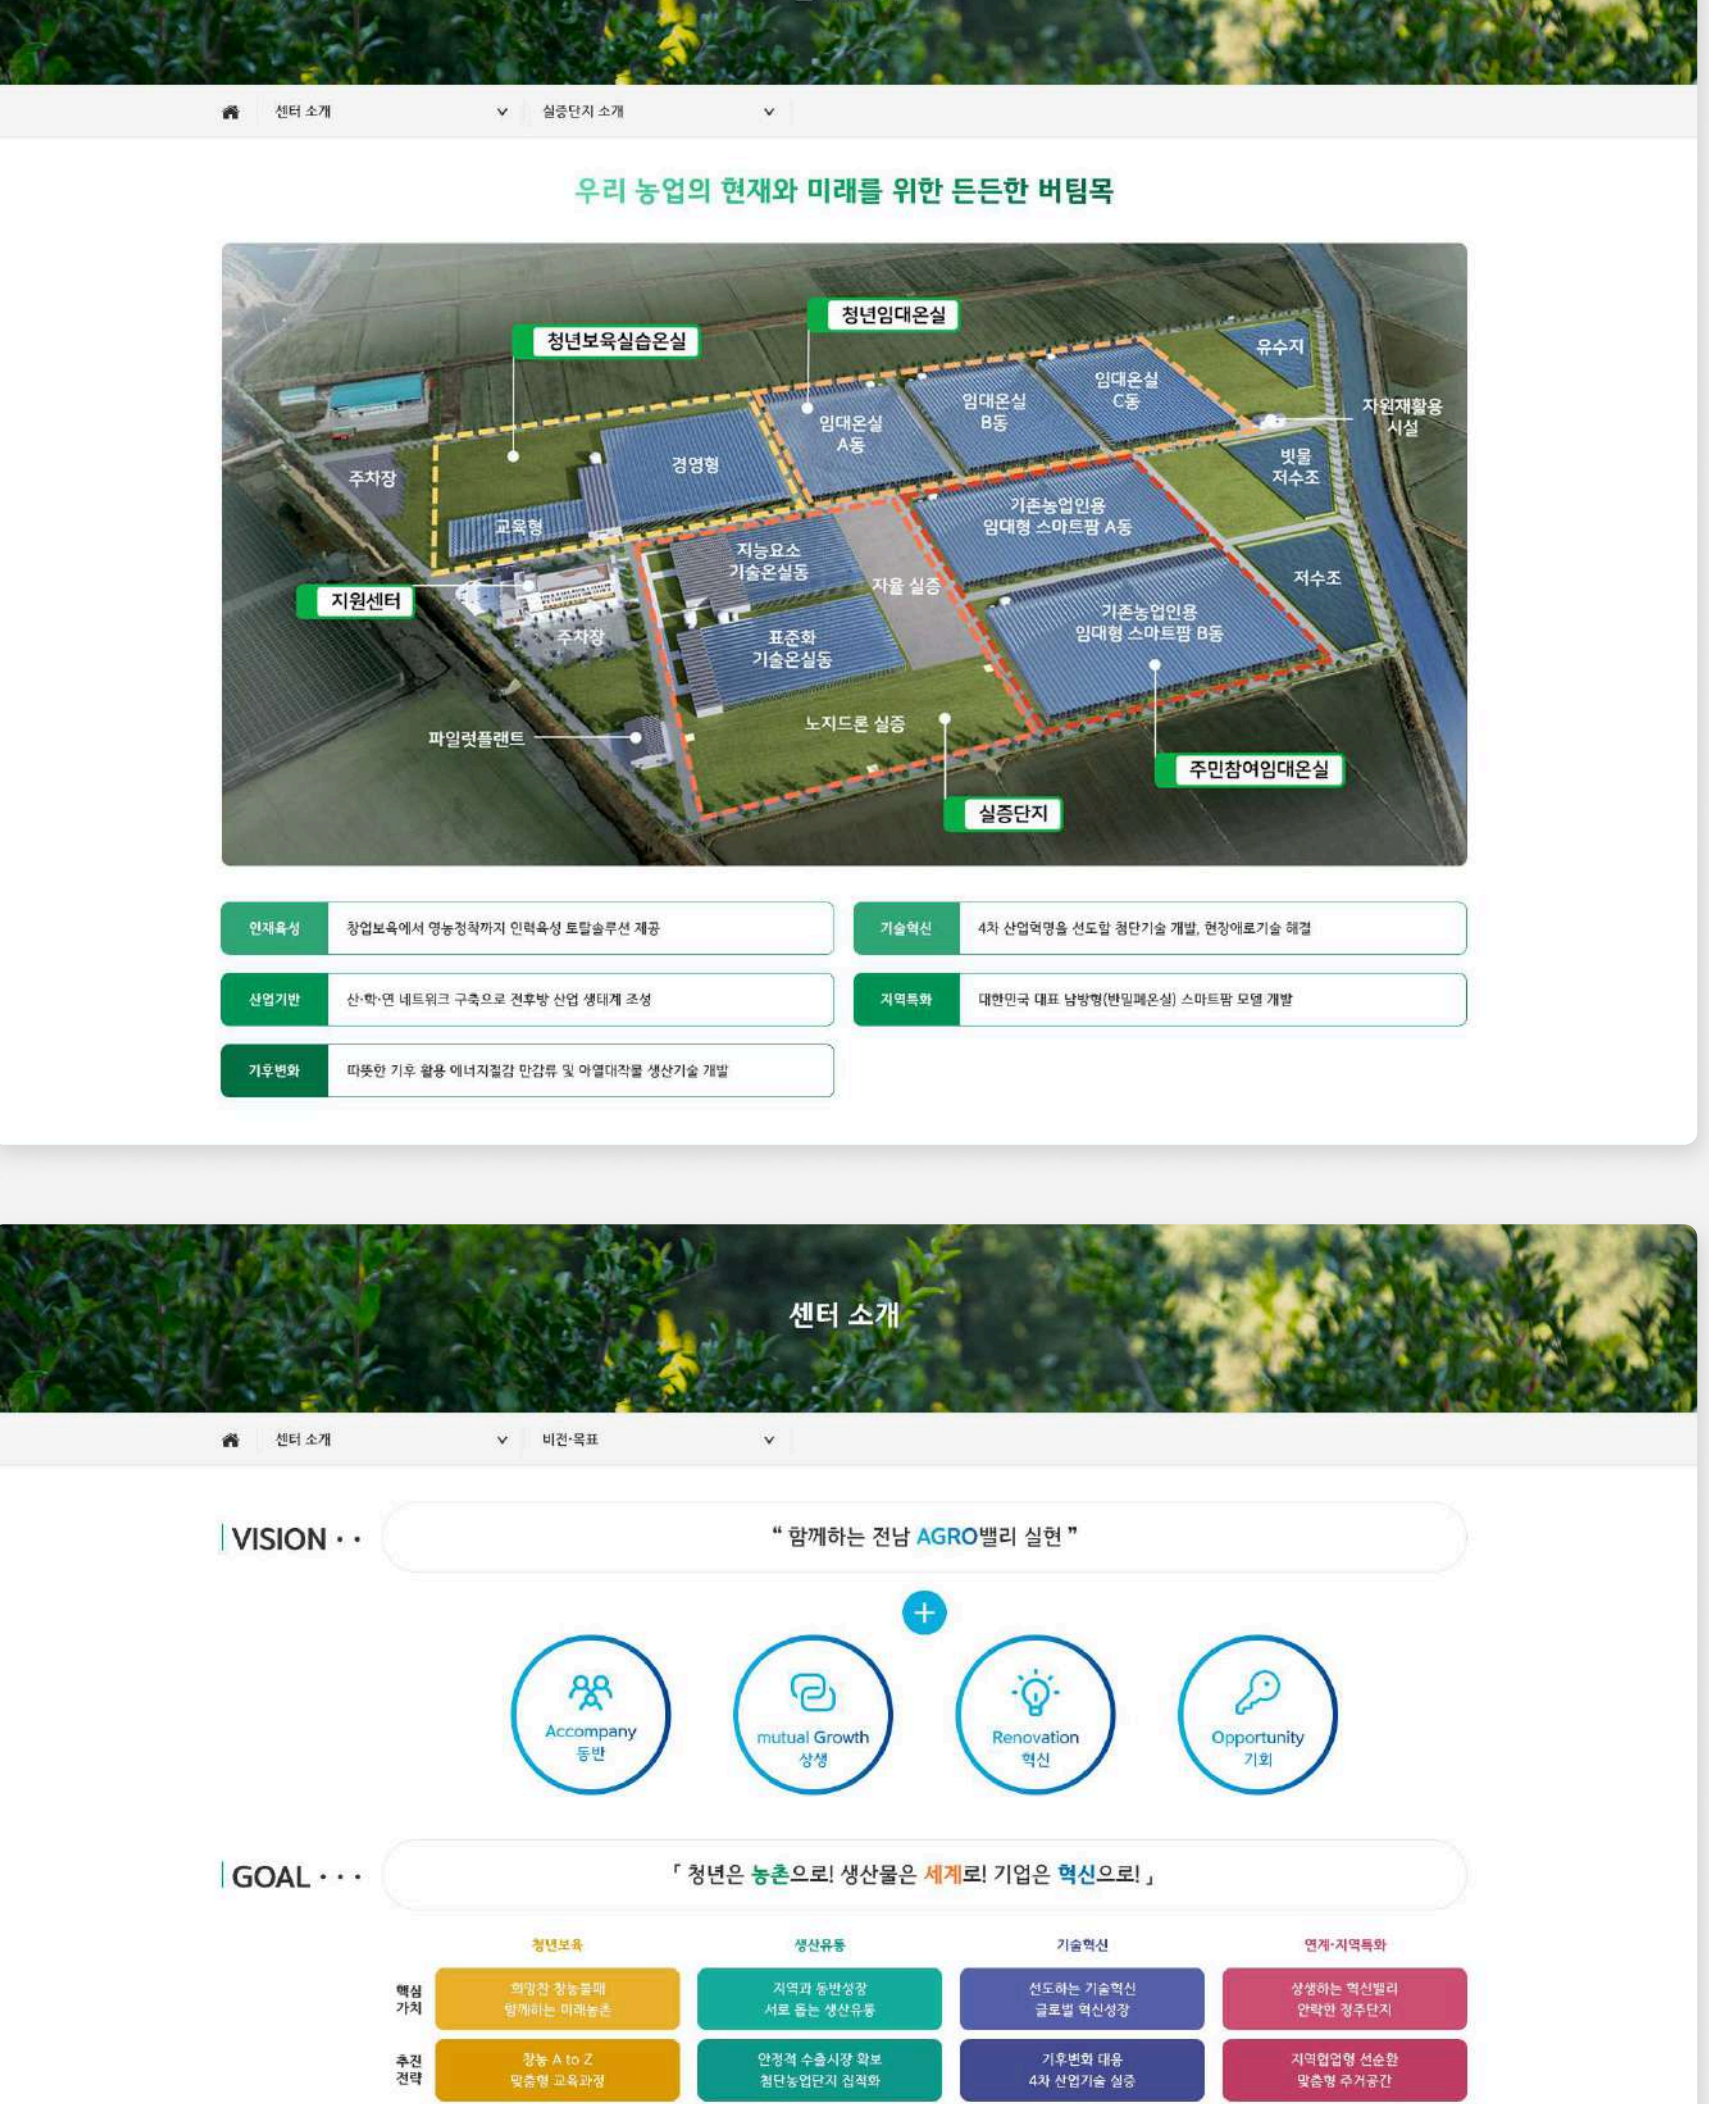 센터 소개
실증단지 소개
우리 농업의 현재와 미래를 위한 든든한 버팀목
청년임대온실
청년보육실습온실
유수지
임대온실
C동
임대온실
B동
임대온실
A동
자원재활용
시설
경영형
주차장
빗물
저수조
교육형
기존농업인용
임대형 스마트팜 A동
지능요소
기술온실동
자율 실증
저수조
지원센터
기존농업인용
임대형 스마트팜 B동
주차장
표준화
기술온실동
노지드론 실증
파일럿플랜트
주민참여임대온실
실증단지
인재육성
창업보육에서 영농정착까지 인력육성 토탈솔루션 제공
기술혁신
4차 산업혁명을 선도할 첨단기술 개발, 현장애로기술 해결
산업기반
산·학·연 네트워크 구축으로 전후방 산업 생태계 조성
지역특화
대한민국 대표 남방형(반밀폐온실) 스마트팜 모델 개발
기후변화
따뜻한 기후 활용 에너지절감 만감류 및 아열대작물 생산기술 개발
센터 소개
센터 소개
비전·목표
VISION · ·
“ 함께하는 전남 AGRO밸리 실현 ”
+
Accompany
동반
mutual Growth
상생
Renovation
혁신
Opportunity
기회
GOAL · · ·
「 청년은 농촌으로! 생산물은 세계로! 기업은 혁신으로! 」
청년보육
생산유통
기술혁신
연계·지역특화
핵심
가치
희망찬 창농돌매
함께하는 미래농촌
지역과 동반성장
서로 돕는 생산유통
선도하는 기술혁신
글로벌 혁신성장
상생하는 혁신밸리
안락한 정주단지
추진
전략
창농 A to Z
맞춤형 교육과정
안정적 수출시장 확보
첨단농업단지 집적화
기후변화 대응
4차 산업기술 실증
지역협업형 선순환
맞춤형 주거공간